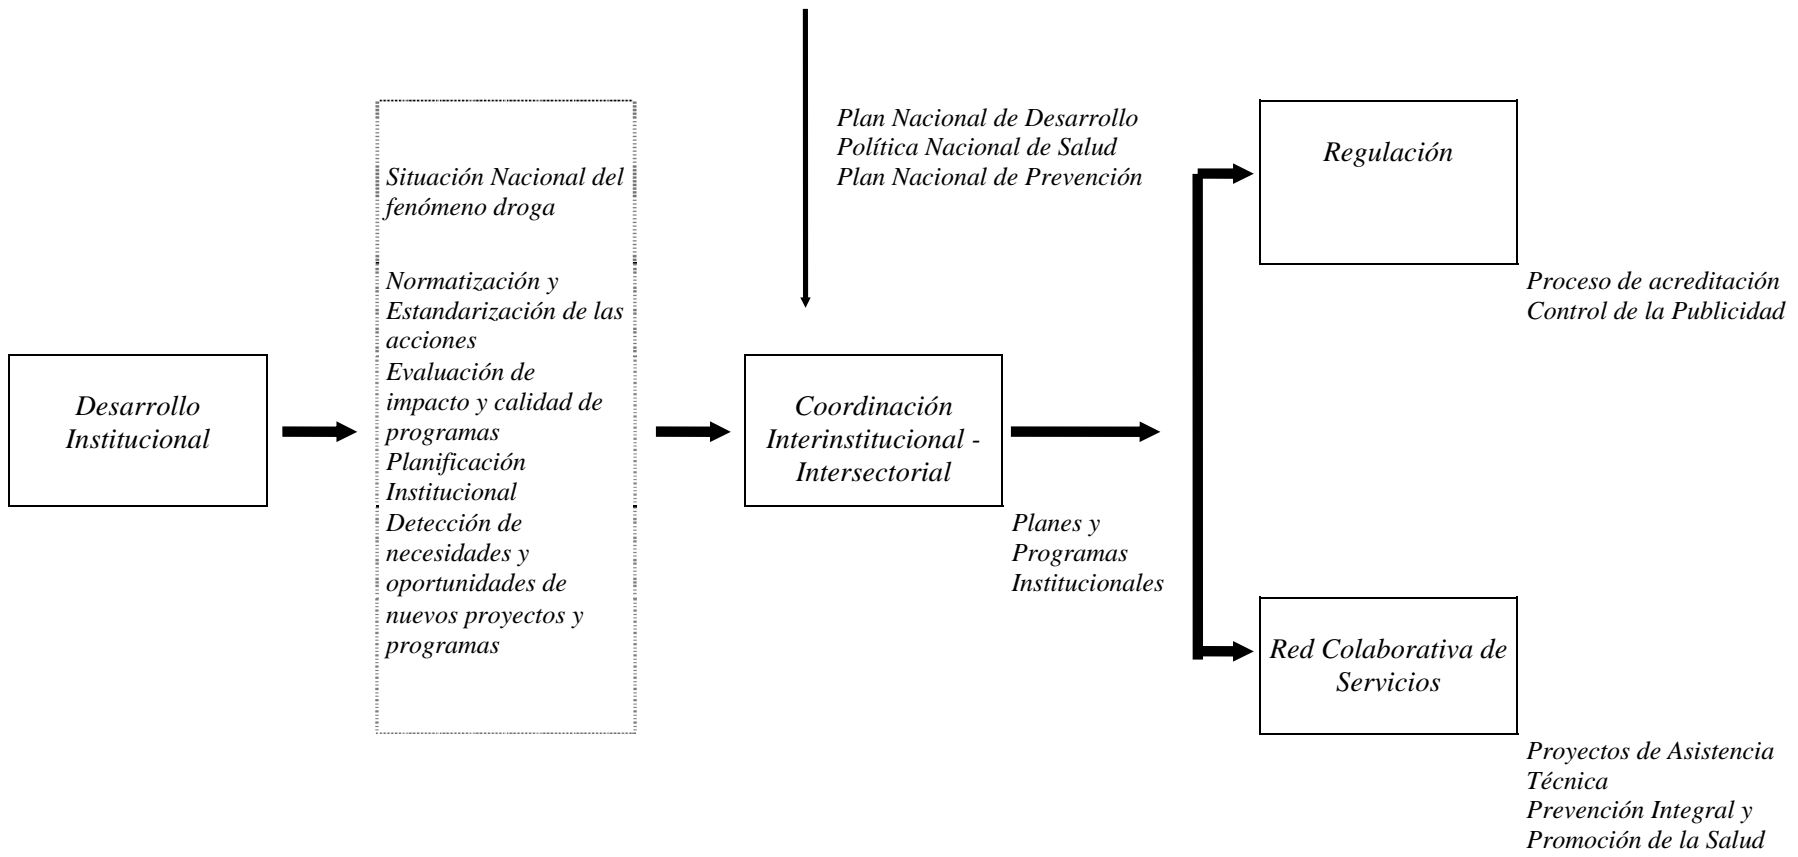 Desarrollo
Institucional
Situación Nacional del
fenómeno droga
Normatización y
Estandarización de las
acciones
Evaluación de
impacto y calidad de
programas
Planificación
Institucional
Detección de
necesidades y
oportunidades de
nuevos proyectos y
programas
Plan Nacional de Desarrollo
Política Nacional de Salud
Plan Nacional de Prevención
Coordinación
Interinstitucional -
Intersectorial
Planes y
Programas
Institucionales
Regulación
Proceso de acreditación
Control de la Publicidad
Red Colaborativa de
Servicios
Proyectos de Asistencia
Técnica
Prevención Integral y
Promoción de la Salud